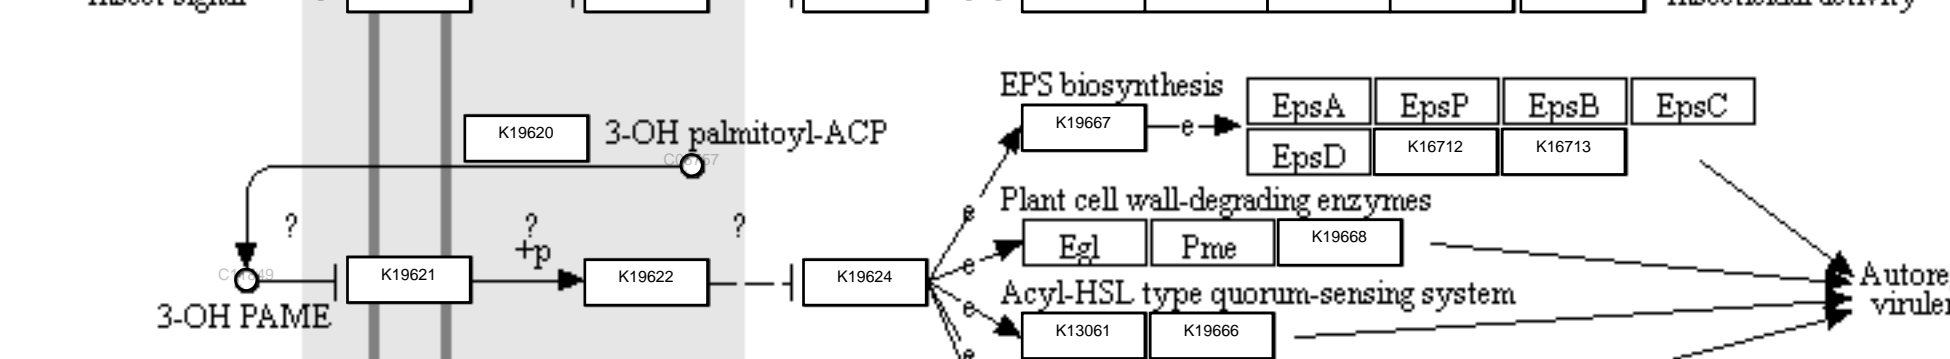 EPS biosynthesis
EpsA EpsP EpsB EpsC
K19667 e
K19620 3-OH palmitoyl-ACP
EpsD K16712 K16713
? ? ?
+p
e
Plant cell wall-degrading enzymes
Egl Pme K19668
e
K19621 K19622 K19624
3-OH PAME
Acyl-HSL type quorum-sensing system
e
K13061 K19666
e